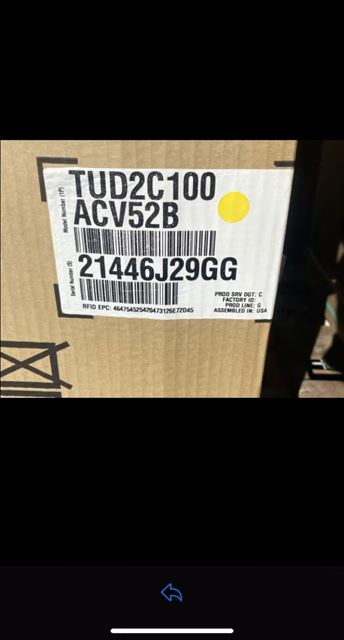 TUD2C100
ACV52B
Model Number (1P)
21446J29GG
Serial Number (S)
PROD SRV DGT: C
FACTORY ID:
PROD LINE: G
ASSEMBLED IN: USA
RFID EPC: 464754525420473126E72D45